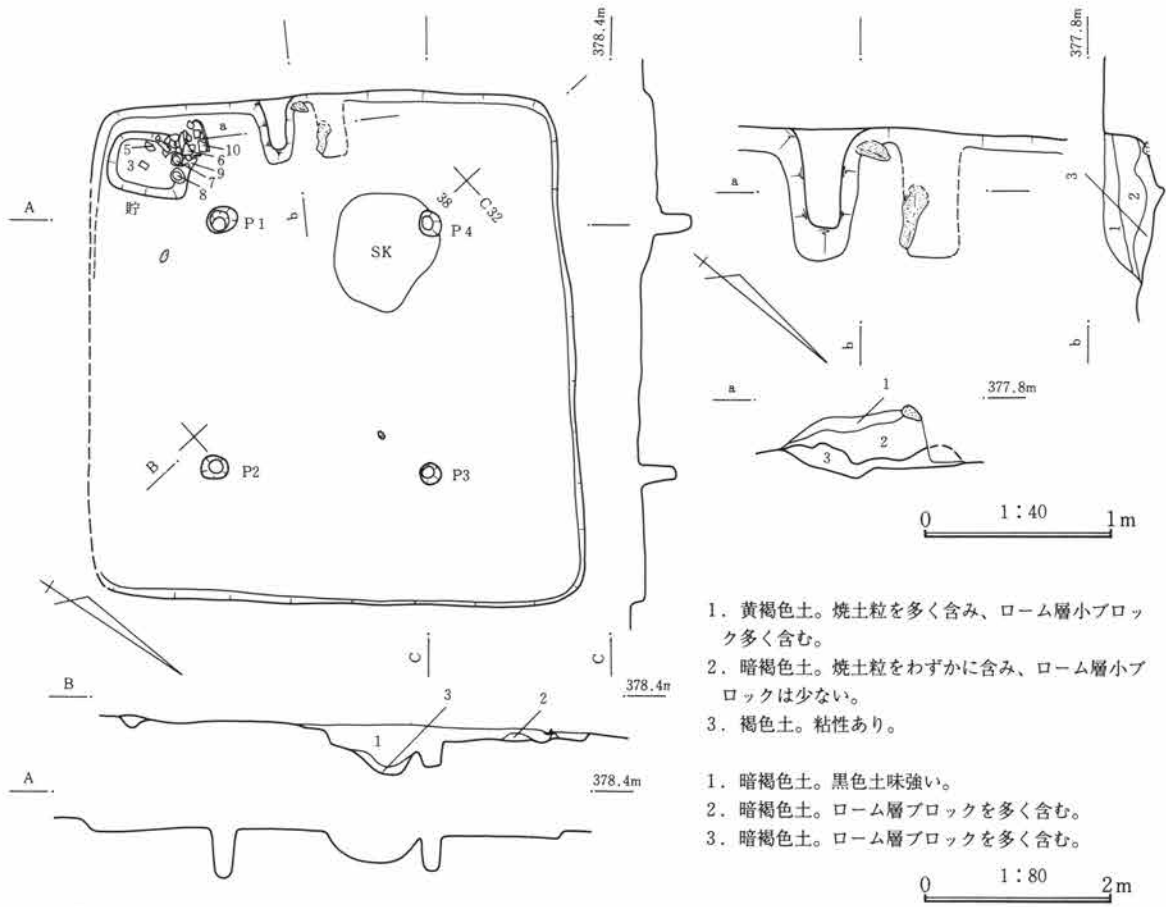 378.4m
377.8m
a
5
3
10
6
9
7
8
貯
A
P1
b
38
C32
P4
SK
B
P2
P3
C
C
a
3
2
1
b
b
a
1
377.8m
2
3
0 1:40 1m
B
3
2
378.4m
1
A
378.4m
1. 黄褐色土。焼土粒を多く含み、ローム層小ブロッ
ク多く含む。
2. 暗褐色土。焼土粒をわずかに含み、ローム層小ブ
ロックは少ない。
3. 褐色土。粘性あり。
1. 暗褐色土。黒色土味強い。
2. 暗褐色土。ローム層ブロックを多く含む。
3. 暗褐色土。ローム層ブロックを多く含む。
0 1:80 2m